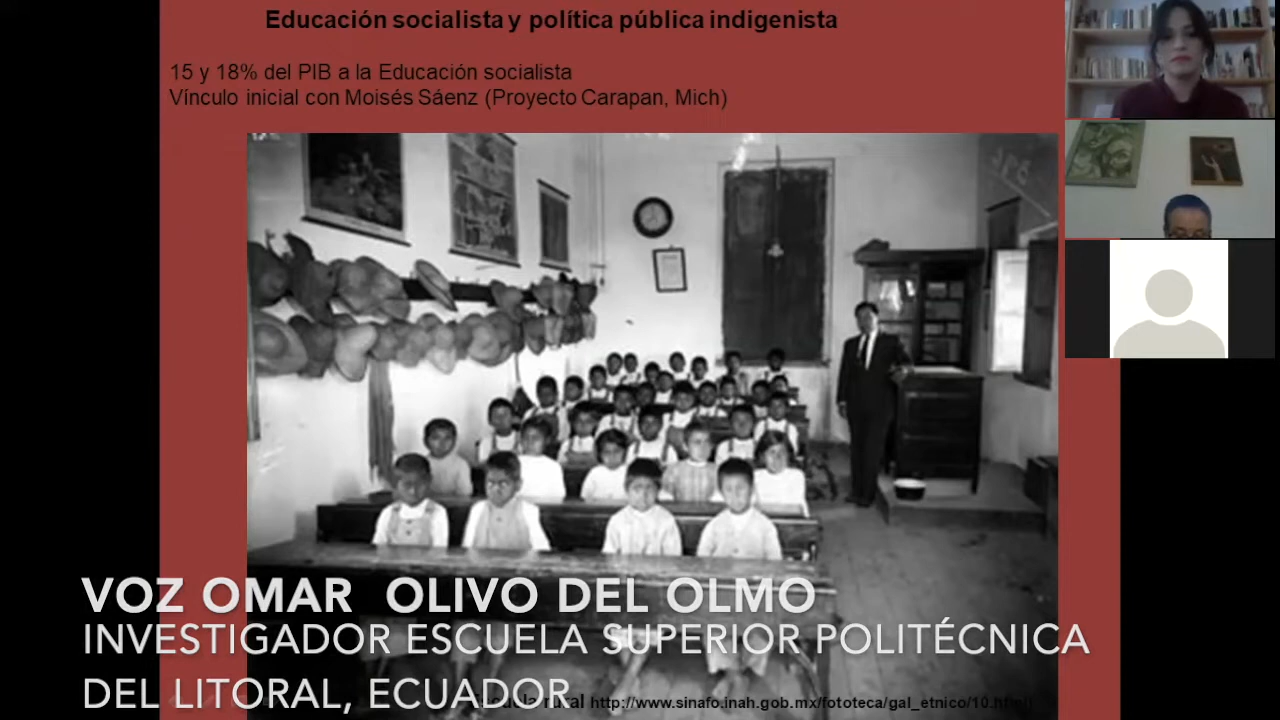 Educación socialista y política pública indigenista
15 y 18% del PIB a la Educación socialista
Vínculo inicial con Moisés Sáenz (Proyecto Carapan, Mich)
VOZ OMAR OLIVO DEL OLMO
INVESTIGADOR ESCUELA SUPERIOR POLITÉCNICA
DEL LITORAL, ECUADOR
rural http://www.sinafo.inah.gob.mx/fototeca/gal_etnico/10.html)